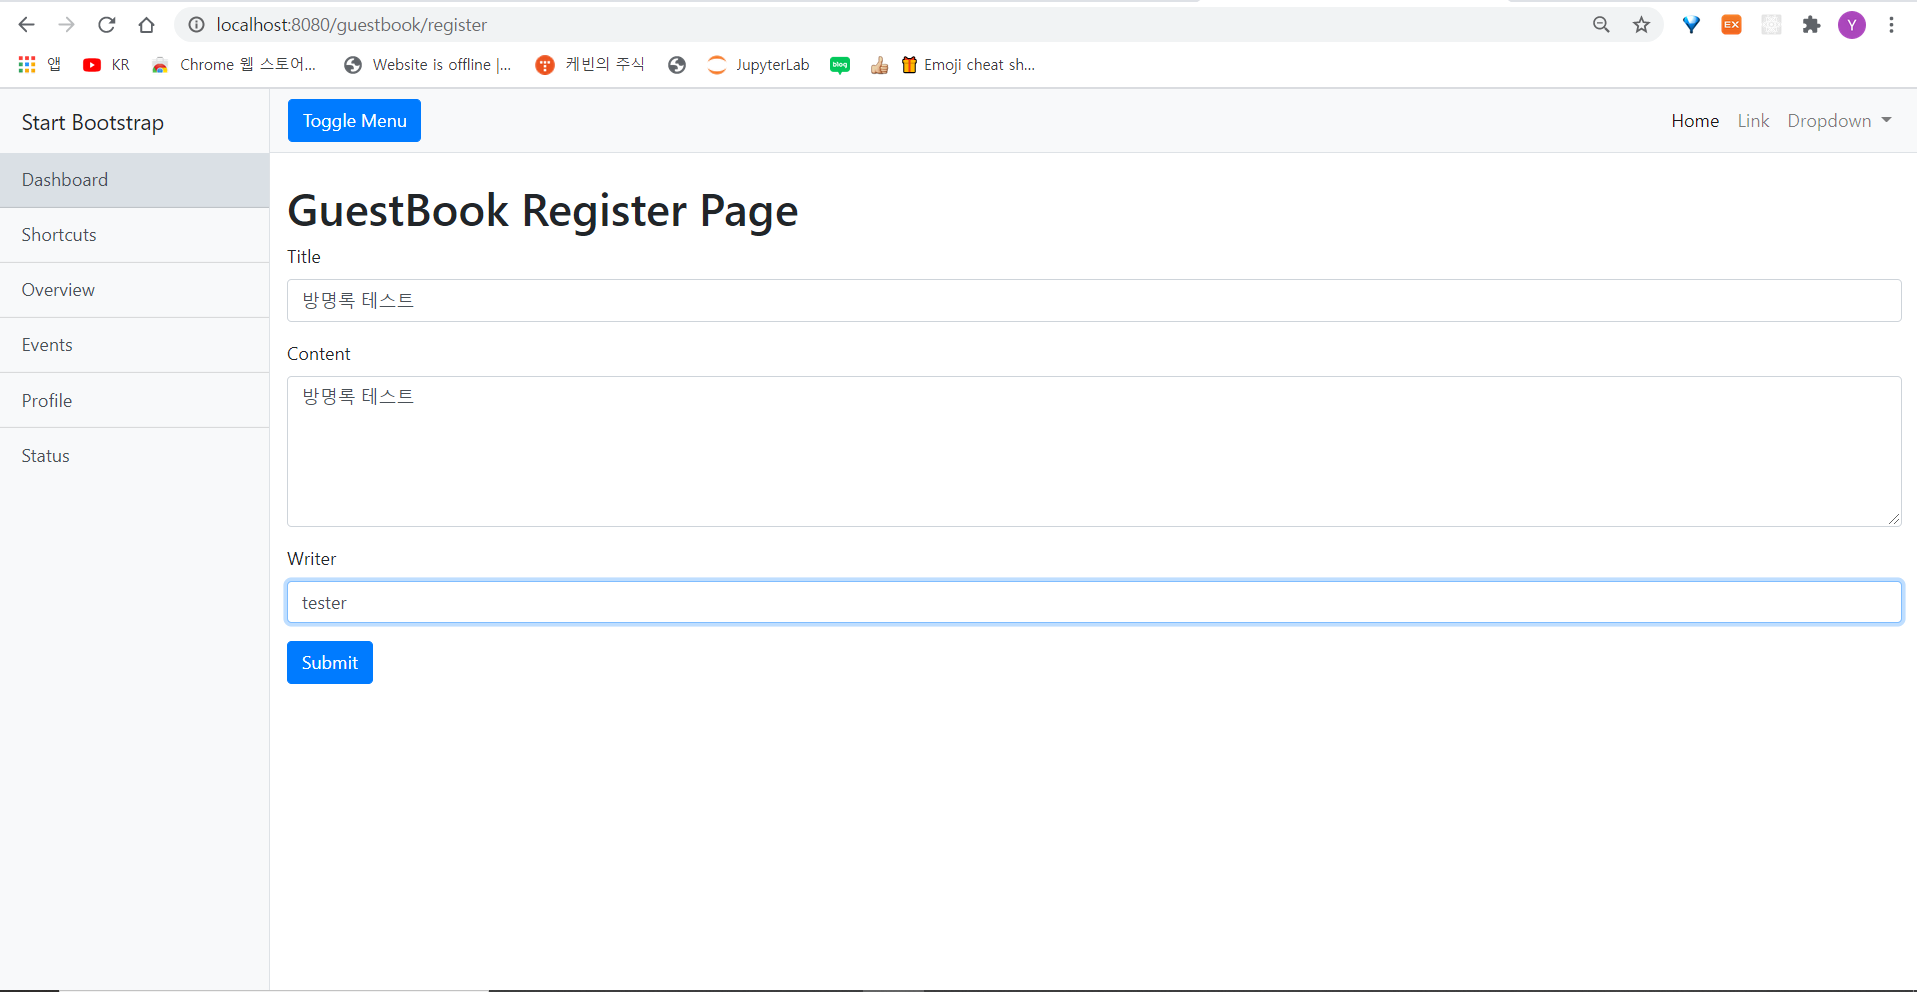 localhost:8080/guestbook/register
EX
Y
앱
KR
Chrome 웹 스토어...
Website is offline |...
케빈의 주식
JupyterLab
blog
Emoji cheat sh...
Start Bootstrap
Toggle Menu
Home
Link
Dropdown
Dashboard
Shortcuts
Overview
Events
Profile
Status
GuestBook Register Page
Title
방명록 테스트
Content
방명록 테스트
Writer
tester
Submit